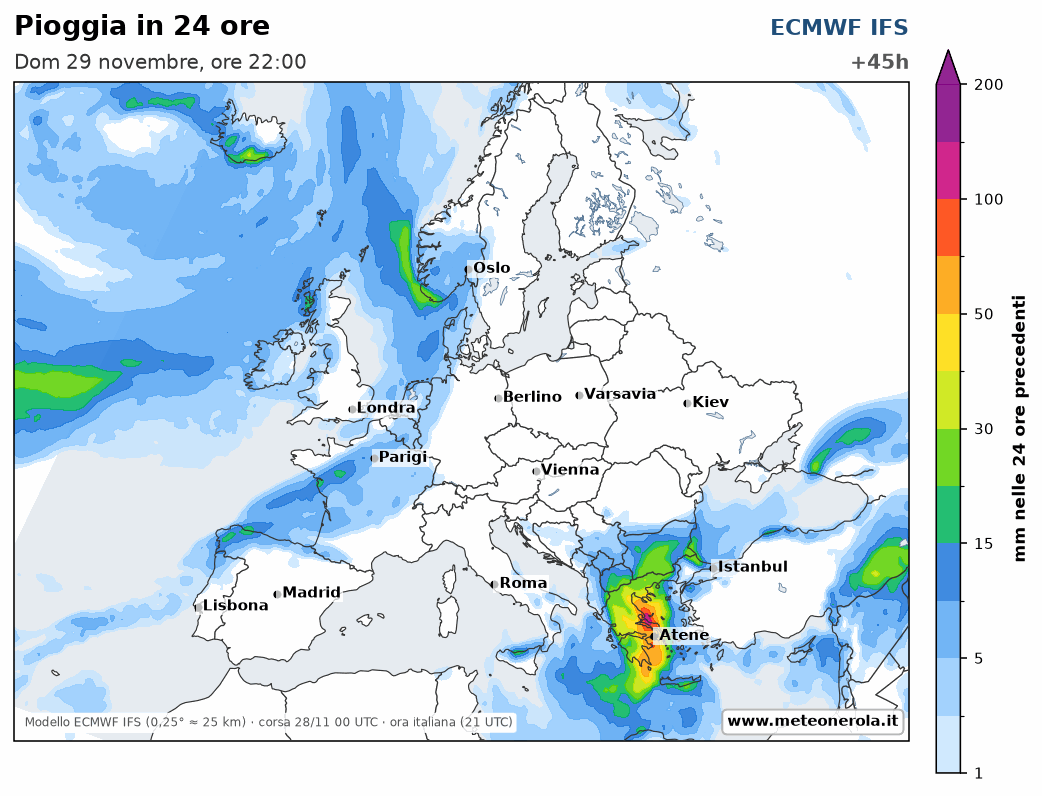 Pioggia in 24 ore
ECMWF IFS
Dom 29 novembre, ore 22:00
+45h
200
100
50
30
15
5
1
mm nelle 24 ore precedenti
Oslo
Berlino
Varsavia
Kiev
Londra
Parigi
Vienna
Istanbul
Roma
Madrid
Lisbona
Atene
Modello ECMWF IFS (0,25° ≈ 25 km) · corsa 28/11 00 UTC · ora italiana (21 UTC)
www.meteonerola.it